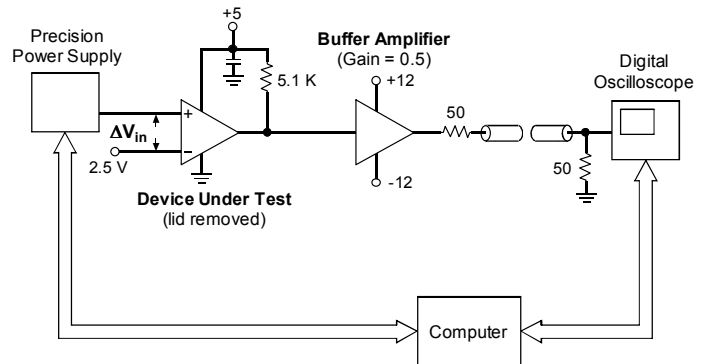 +5
Precision
Power Supply
Buffer Amplifier
(Gain = 0.5)
Digital
Oscilloscope
5.1 K
+12
50
ΔVin
+
−
2.5 V
50
-12
Device Under Test
(lid removed)
Computer